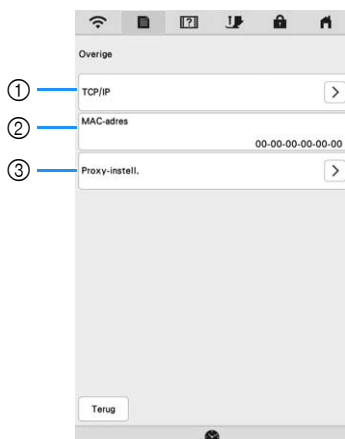 Overige
① TCP/IP
② MAC-adres
00-00-00-00-00-00
③ Proxy-instell.
Terug